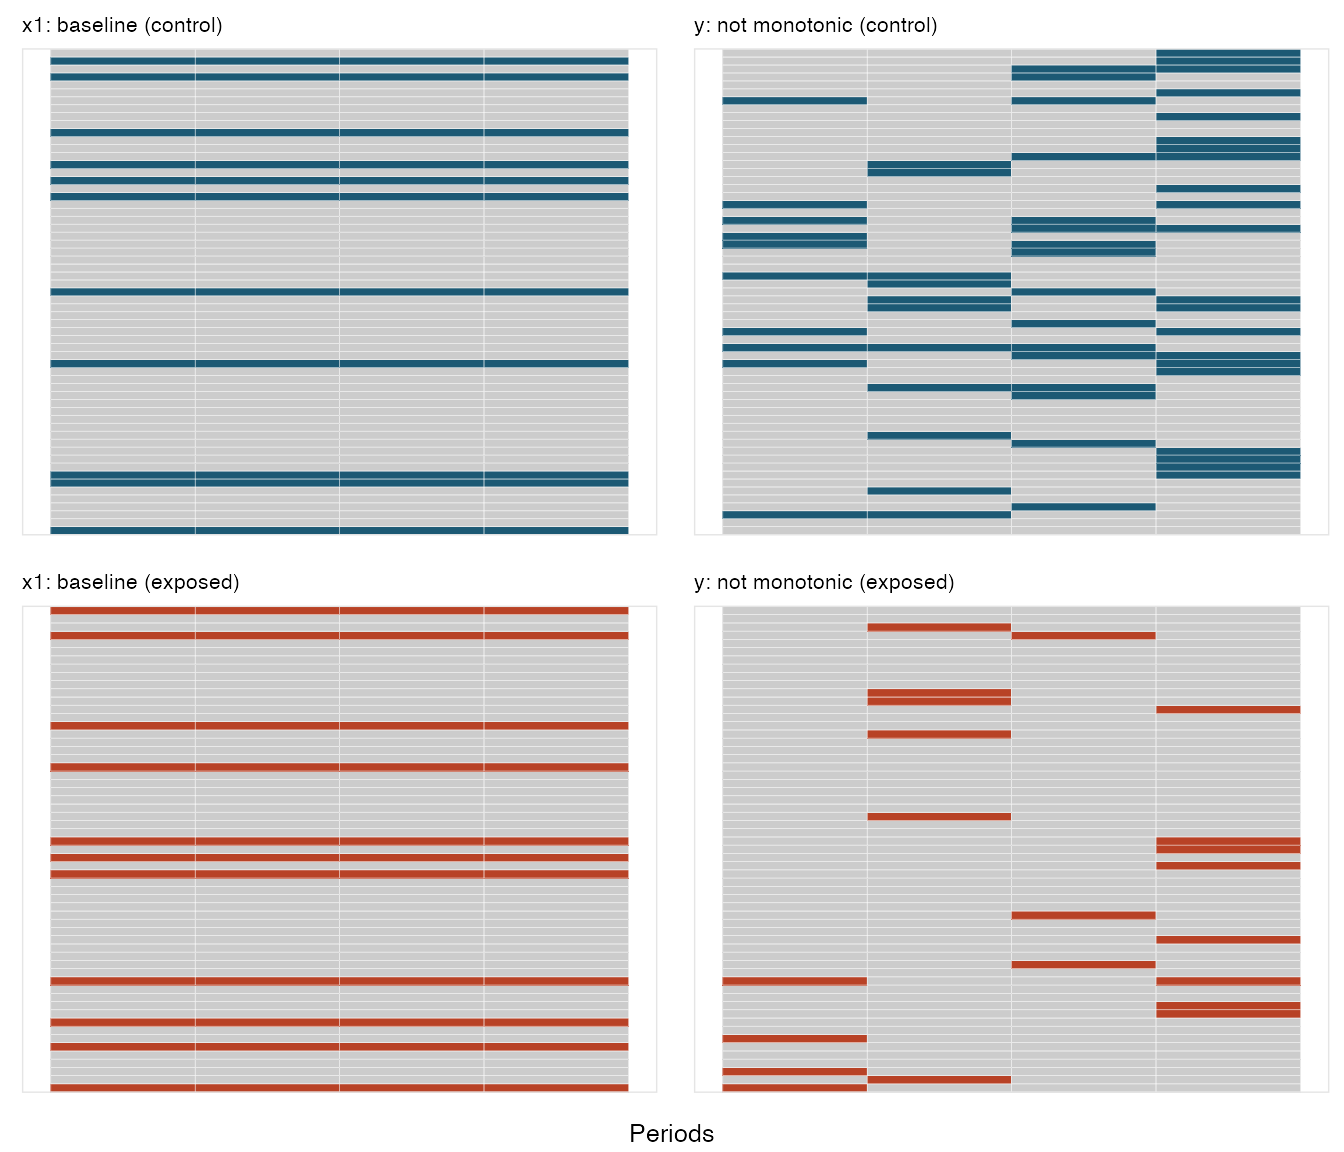 x1: baseline (control)
y: not monotonic (control)
x1: baseline (exposed)
y: not monotonic (exposed)
Periods